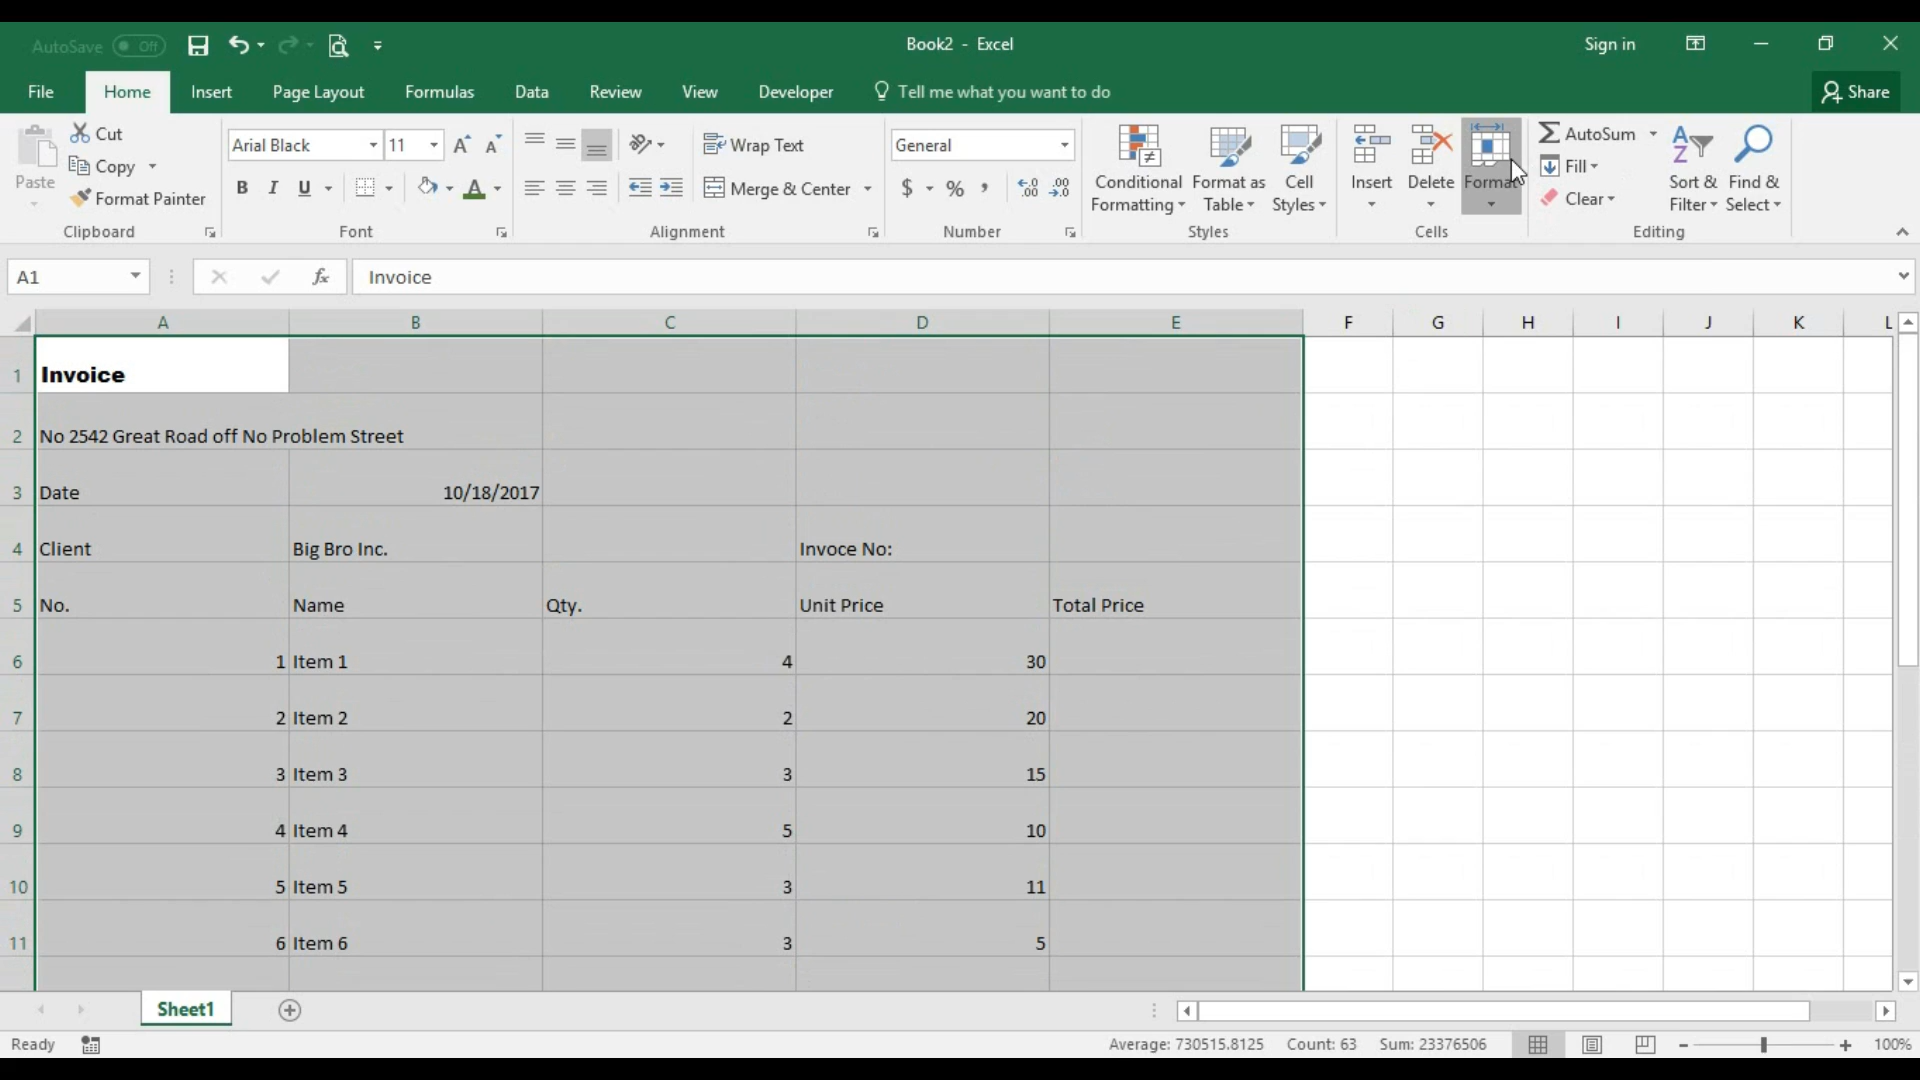 AutoSave Off Book2 - Excel Sign in
File Home Insert Page Layout Formulas Data Review View Developer Tell me what you want to do Share
Paste Cut Copy Format Painter
Clipboard
Arial Black 11
B I U A
Font
Wrap Text
Merge & Center
Alignment
General
$ % , .00 .00
Number
Conditional Formatting Format as Table Cell Styles
Styles
Insert Delete Format
Cells
AutoSum Fill Clear Sort & Filter Find & Select
Editing
A1 fx Invoice
A B C D E F G H I J K L
1 Invoice
2 No 2542 Great Road off No Problem Street
3 Date 10/18/2017
4 Client Big Bro Inc. Invoce No:
5 No. Name Qty. Unit Price Total Price
6 1 Item 1 4 30
7 2 Item 2 2 20
8 3 Item 3 3 15
9 4 Item 4 5 10
10 5 Item 5 3 11
11 6 Item 6 3 5
Sheet1
Ready Average: 730515.8125 Count: 63 Sum: 23376506 100%